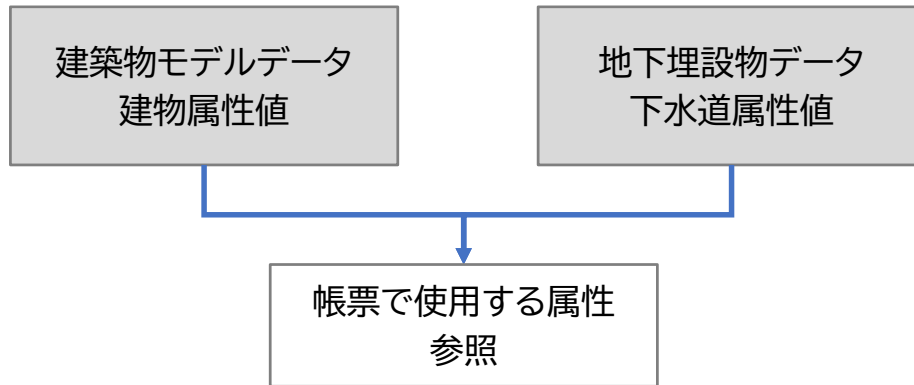 建築物モデルデータ
建物属性値
地下埋設物データ
下水道属性値
帳票で使用する属性
参照